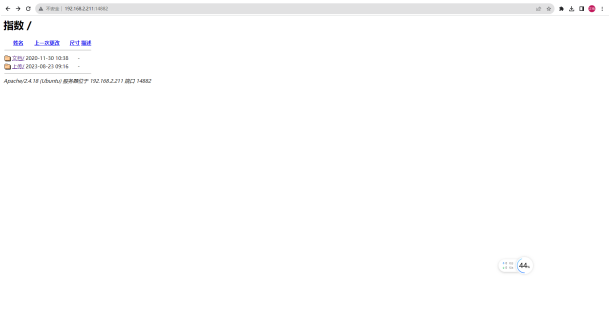 不安全 192.168.2.211:14882
指数 /
姓名 上一次更改 尺寸 描述
文档/ 2020-11-30 10:38 -
上传/ 2023-08-23 09:16 -
Apache/2.4.18 (Ubuntu) 服务器位于 192.168.2.211 端口 14882
44